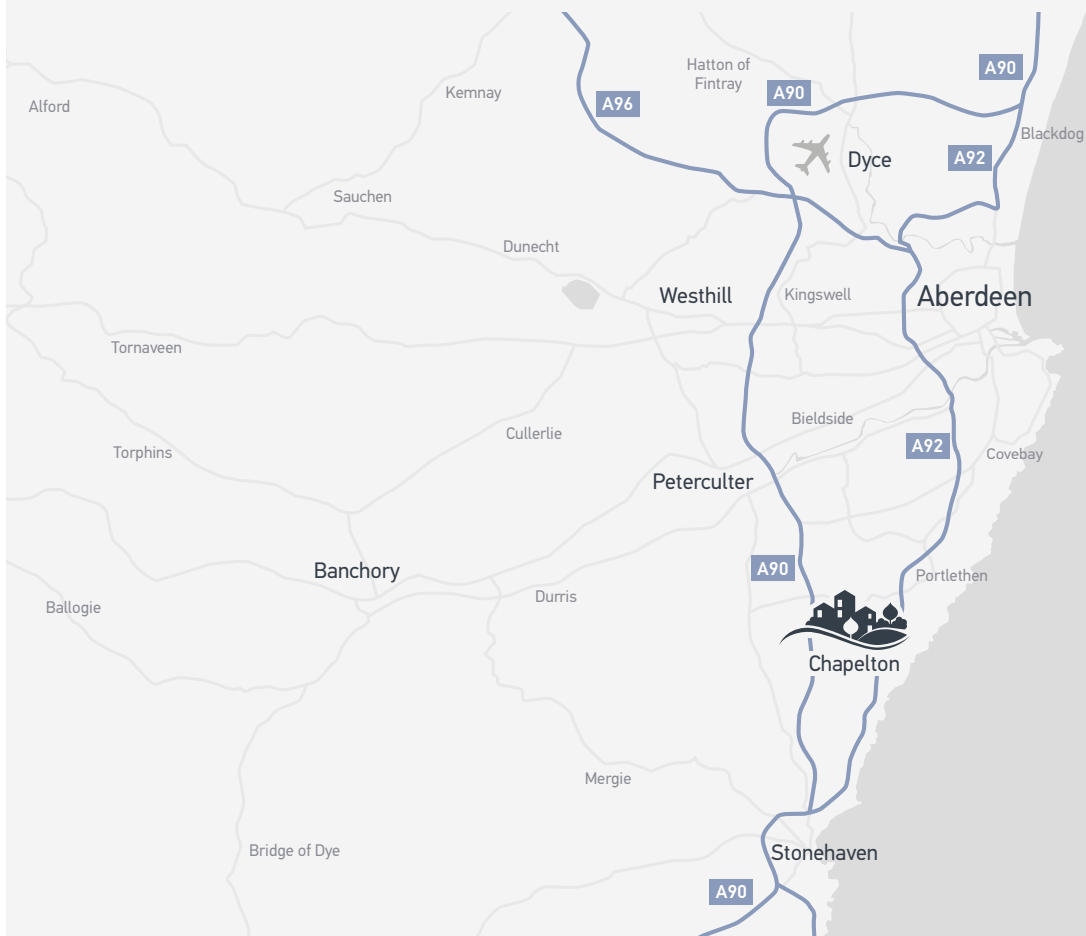 A90
Hatton of
Fintray
A90
Kemnay
A96
Alford
Blackdog
A92
Dyce
Sauchen
Dunecht
Westhill
Kingswell
Aberdeen
Tornaveen
Bieldside
Cullerlie
A92
Torphins
Covebay
Peterculter
A90
Banchory
Portlethen
Durris
Ballogie
Chapelton
Mergie
Bridge of Dye
Stonehaven
A90